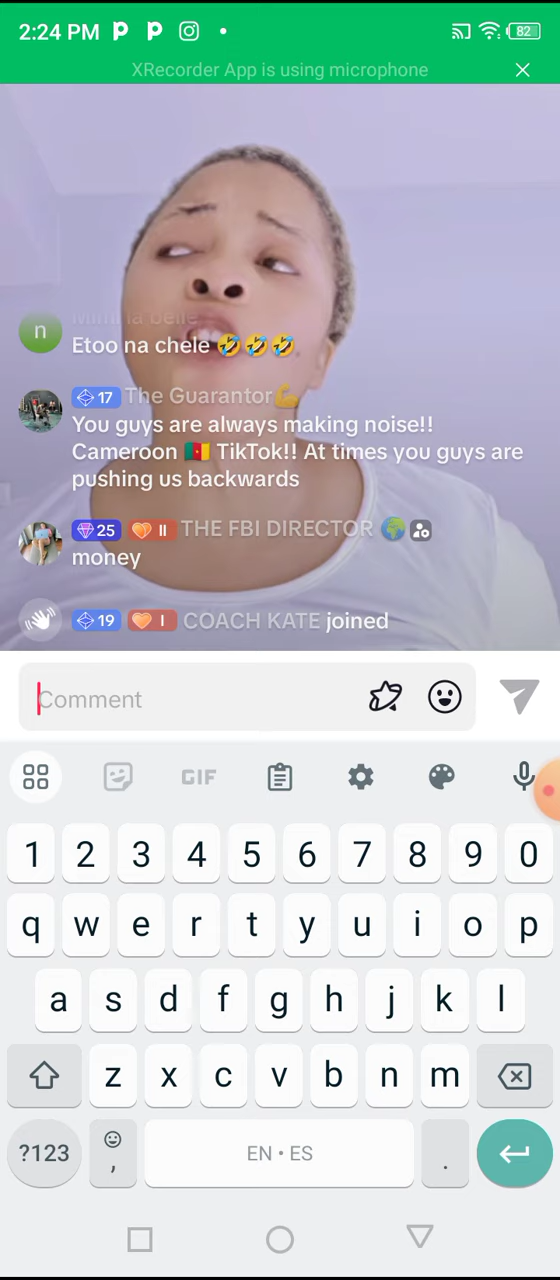 2:24 PM
82
XRecorder App is using microphone
n
Etoo na chele 🤣🤣🤣
17 The Guarantor💪
You guys are always making noise!!
Cameroon 🇨🇲 TikTok!! At times you guys are
pushing us backwards
25 II THE FBI DIRECTOR 🌍
money
19 I COACH KATE joined
Comment
GIF
1 2 3 4 5 6 7 8 9 0
q w e r t y u i o p
a s d f g h j k l
z x c v b n m
?123 , EN • ES .